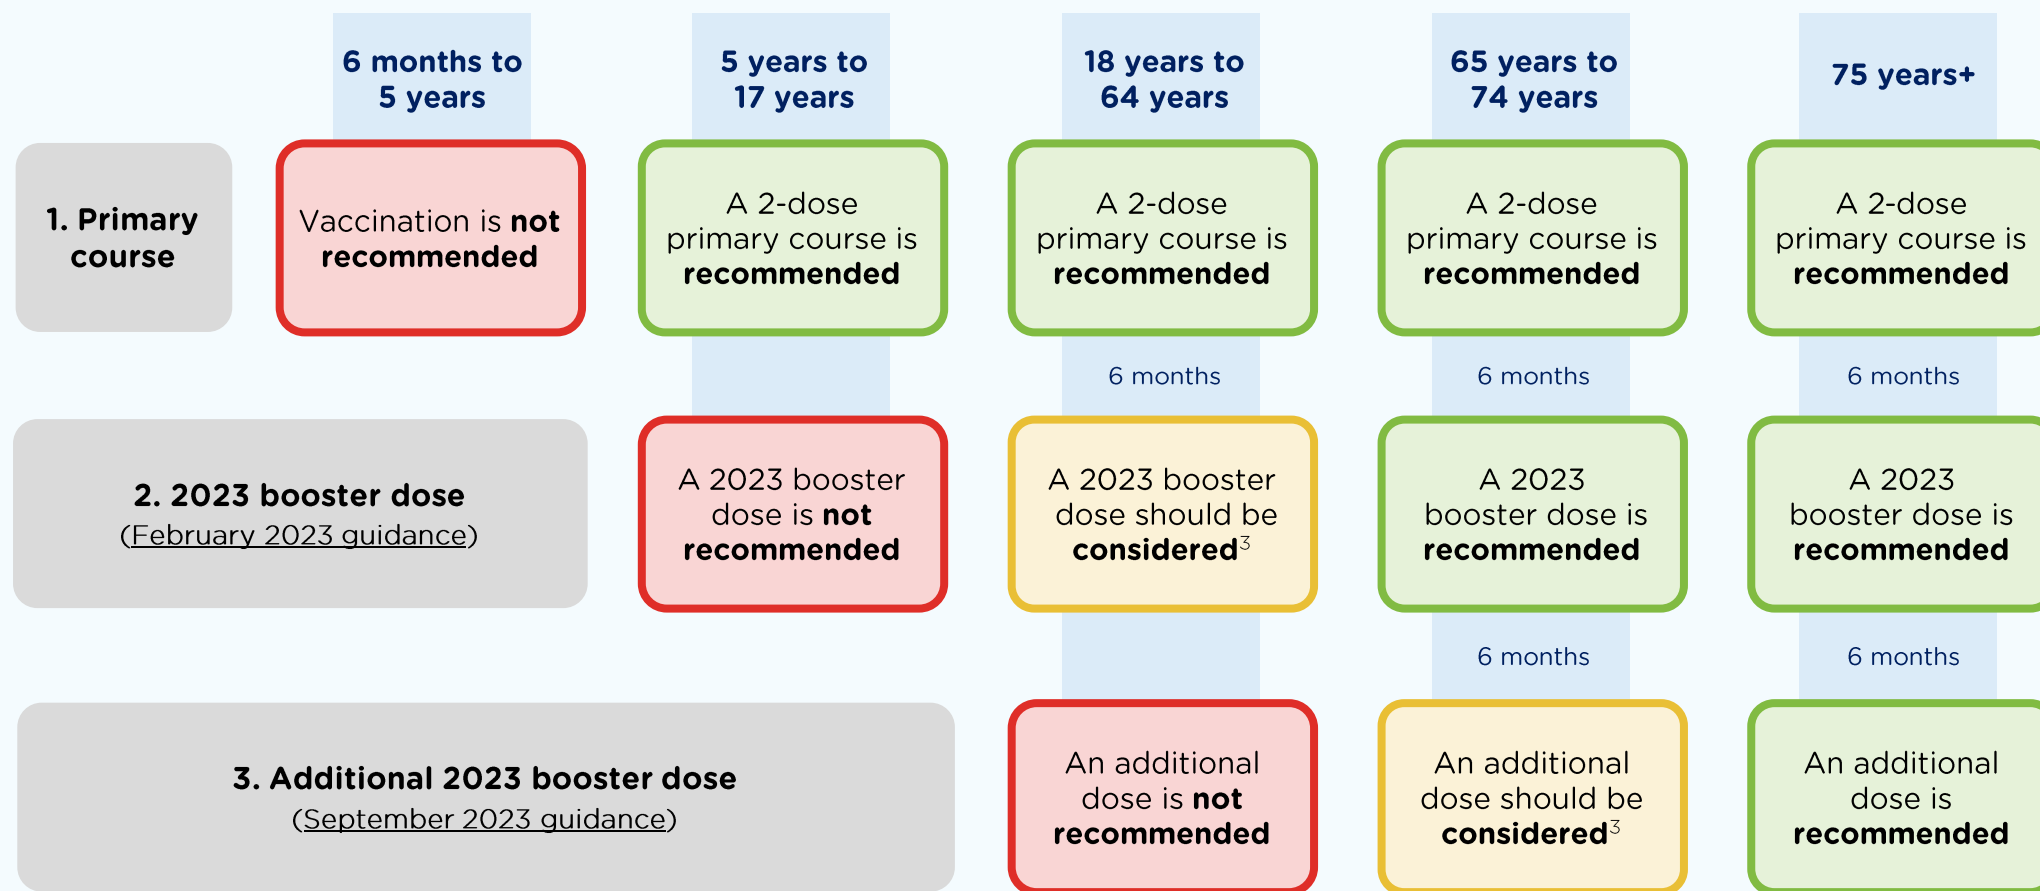 6 months to
5 years
5 years to
17 years
18 years to
64 years
65 years to
74 years
75 years+
1. Primary
course
Vaccination is not
recommended
A 2-dose
primary course is
recommended
A 2-dose
primary course is
recommended
A 2-dose
primary course is
recommended
A 2-dose
primary course is
recommended
6 months
6 months
6 months
2. 2023 booster dose
(February 2023 guidance)
A 2023 booster
dose is not
recommended
A 2023 booster
dose should be
considered³
A 2023
booster dose is
recommended
A 2023
booster dose is
recommended
6 months
6 months
3. Additional 2023 booster dose
(September 2023 guidance)
An additional
dose is not
recommended
An additional
dose should be
considered³
An additional
dose is
recommended